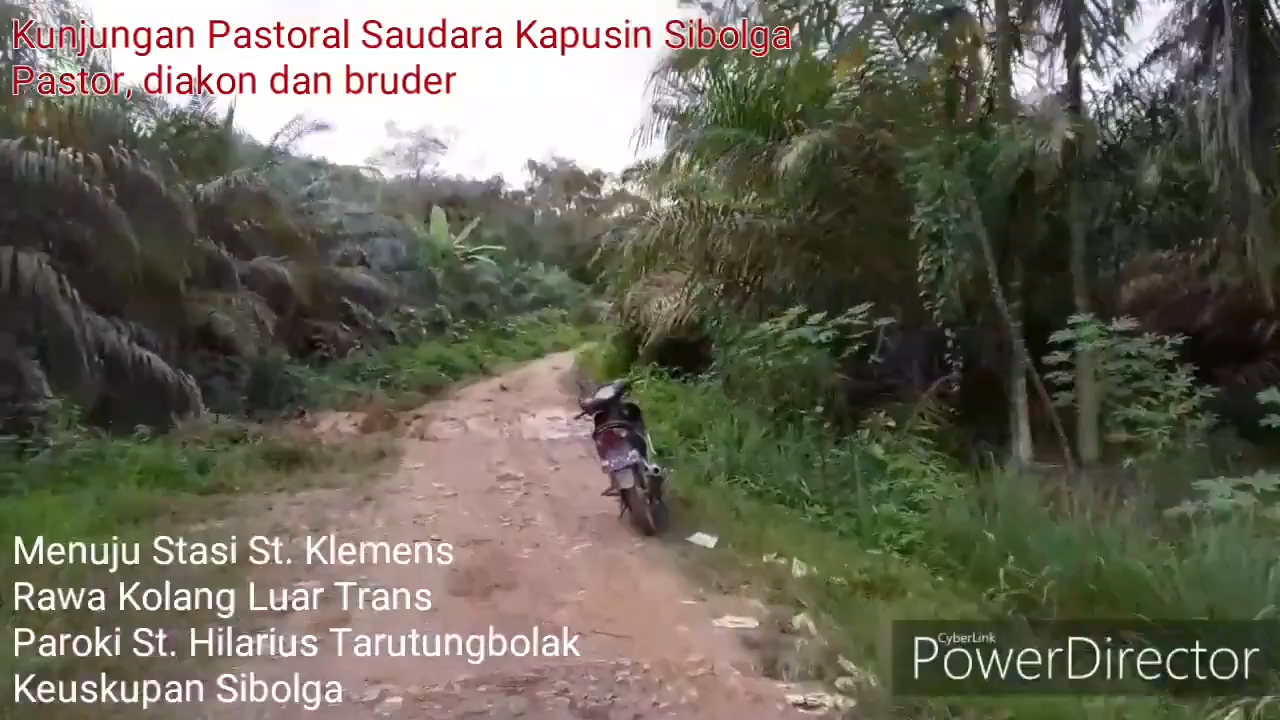 Kunjungan Pastoral Saudara Kapusin Sibolga
Pastor, diakon dan bruder
Menuju Stasi St. Klemens
Rawa Kolang Luar Trans
Paroki St. Hilarius Tarutungbolak
Keuskupan Sibolga
CyberLink
PowerDirector